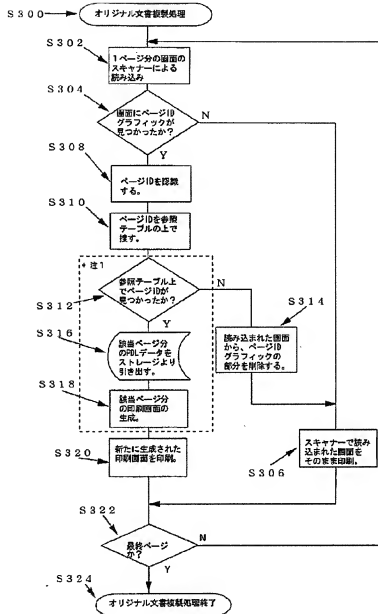 S300
オリジナル文書複製処理
S302
1ページ分の画面の
スキャナーによる
読み込み
S304
画面にページID
グラフィックが
見つかったか?
N
Y
S308
ページIDを認識
する。
S310
ページIDを参照
テーブルの上で
捜す。
*注1
参照テーブル上
でページIDが
見つかったか?
N
S312
Y
S314
読み込まれた画面
から、ページID
グラフィックの
部分を削除する。
S316
該当ページ分
のPDLデータを
ストレージより
引き出す。
S318
該当ページ分
の印刷画面の
生成。
S320
新たに生成された
印刷画面を印刷。
スキャナーで読み
込まれた画面を
そのまま印刷。
S306
S322
最終ページ
か?
N
Y
S324
オリジナル文書複製処理終了